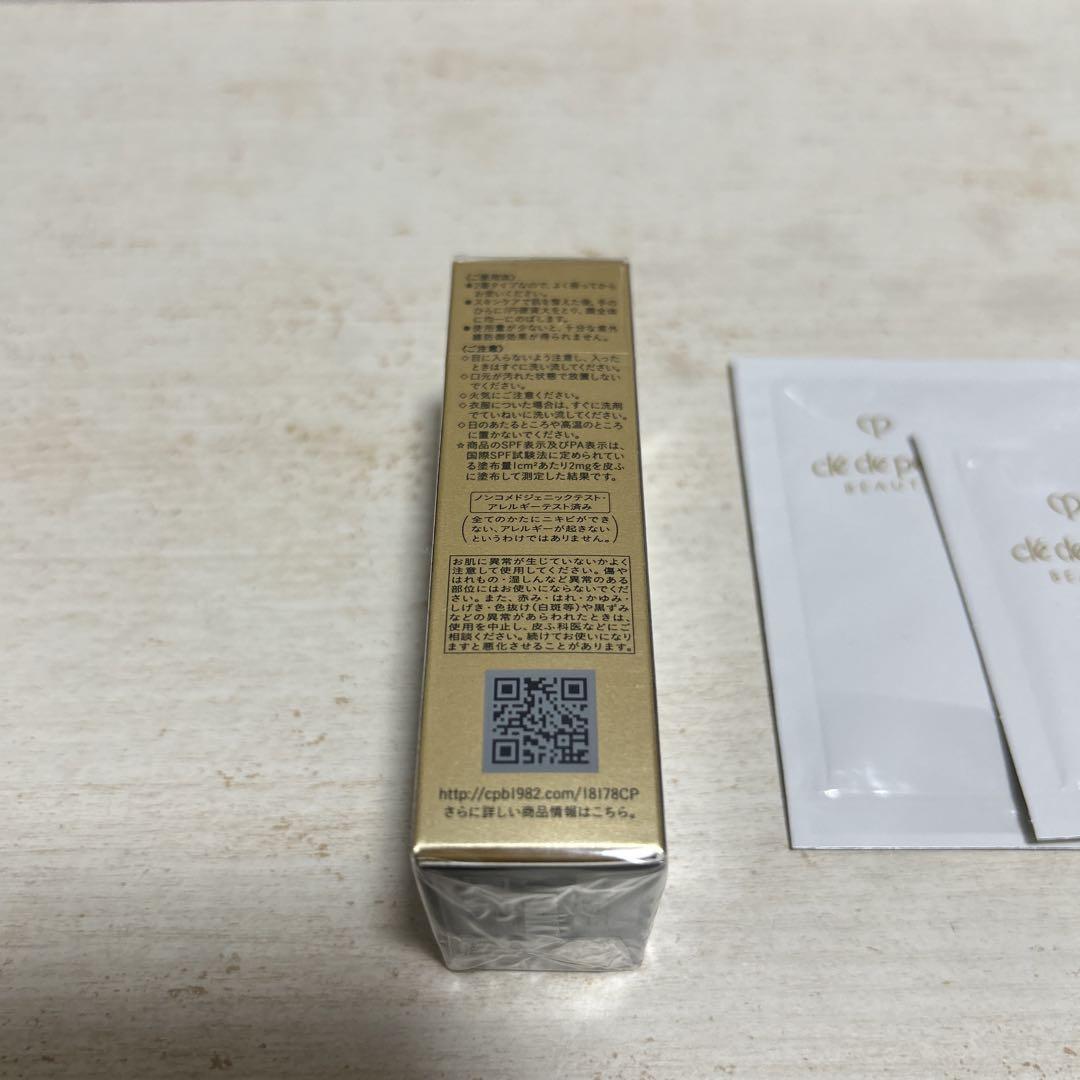 〈ご使用法〉
●2層タイプなので、よく振ってから
お使いください。
●スキンケアで肌を整えた後、手の
ひらに1円硬貨大をとり、顔全体
に均一にのばします。
●使用量が少ないと、十分な紫外
線防御効果が得られません。
〈ご注意〉
◇目に入らないよう注意し、入った
ときはすぐに洗い流してください。
◇口元が汚れた状態で放置しない
でください。
◇火気にご注意ください。
◇衣服についた場合は、すぐに洗剤
でていねいに洗い流してください。
◇日のあたるところや高温のところ
に置かないでください。
☆商品のSPF表示及びPA表示は、
国際SPF試験法に定められてい
る塗布量1cm²あたり2mgを皮ふ
に塗布して測定した結果です。
ノンコメドジェニックテスト・
アレルギーテスト済み
(全てのかたにニキビができ
ない、アレルギーが起きない
というわけではありません。)
お肌に異常が生じていないかよく
注意して使用してください。傷や
はれもの・湿しんなど異常のある
部位にはお使いにならないでくだ
さい。また、赤み・はれ・かゆみ・
しげき・色抜け(白斑等)や黒ずみ
などの異常があらわれたときは、
使用を中止し、皮ふ科医などにご
相談ください。続けてお使いになり
ますと悪化させることがあります。
http://cpb1982.com/18178CP
さらに詳しい商品情報はこちら。
clé de
BEAUT
clé de